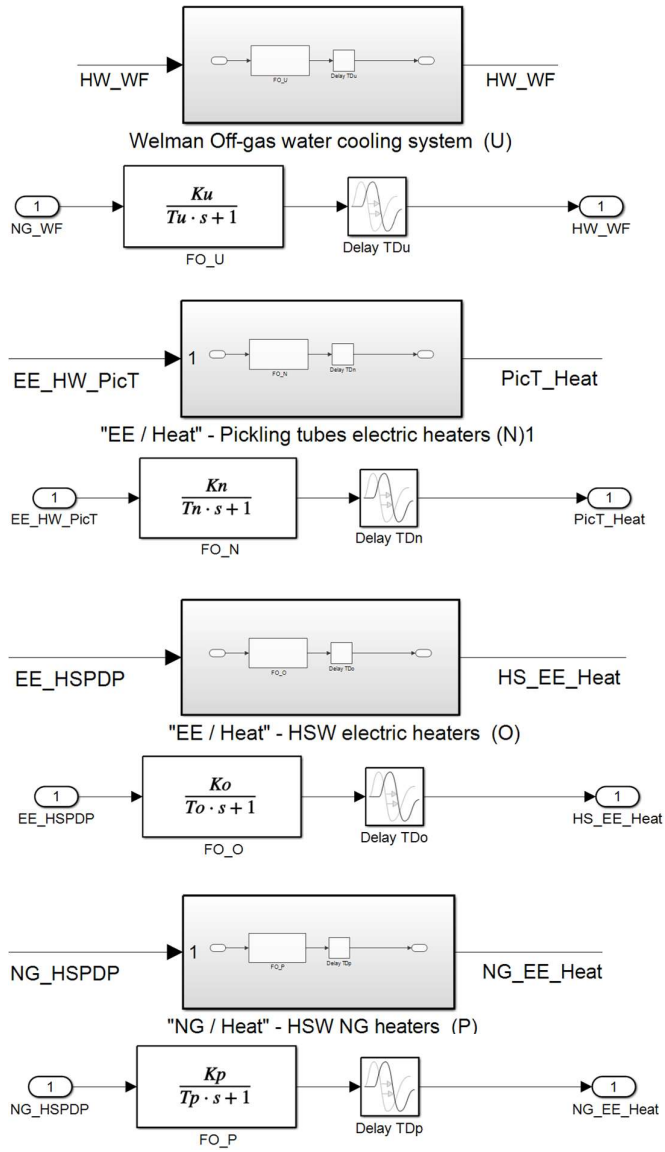 HW_WF
FO_U
Delay TDu
HW_WF
Welman Off-gas water cooling system (U)
1
NG_WF
Ku
Tu · s + 1
FO_U
Delay TDu
1
HW_WF
EE_HW_PicT
1
FO_N
Delay TDn
PicT_Heat
"EE / Heat" - Pickling tubes electric heaters (N)1
1
EE_HW_PicT
Kn
Tn · s + 1
FO_N
Delay TDn
1
PicT_Heat
EE_HSPDP
FO_O
Delay TDo
HS_EE_Heat
"EE / Heat" - HSW electric heaters (O)
1
EE_HSPDP
Ko
To · s + 1
FO_O
Delay TDo
1
HS_EE_Heat
NG_HSPDP
1
FO_P
Delay TDp
NG_EE_Heat
"NG / Heat" - HSW NG heaters (P)
1
NG_HSPDP
Kp
Tp · s + 1
FO_P
Delay TDp
1
NG_EE_Heat